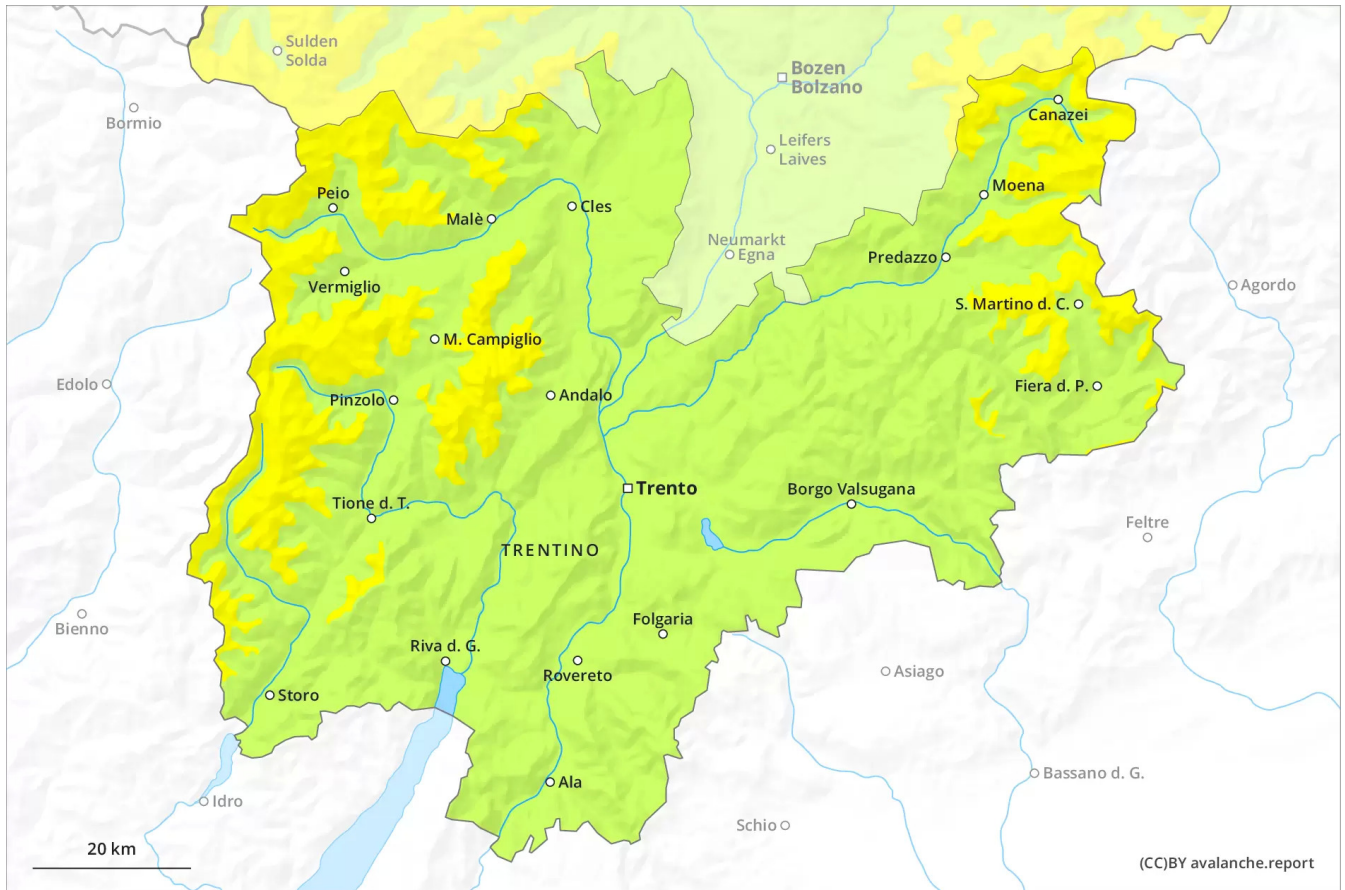 Sulden
Solda
Bozen
Bolzano
Bormio
Canazei
Leifers
Laives
Peio
Moena
Malè
Cles
Neumarkt
Egna
Predazzo
Vermiglio
Agordo
S. Martino d. C.
M. Campiglio
Edolo
Fiera d. P.
Pinzolo
Andalo
Trento
Borgo Valsugana
Tione d. T.
Feltre
TRENTINO
Folgaria
Bienno
Riva d. G.
Rovereto
Asiago
Storo
Bassano d. G.
Ala
Idro
Schio
20 km
(CC)BY avalanche.report